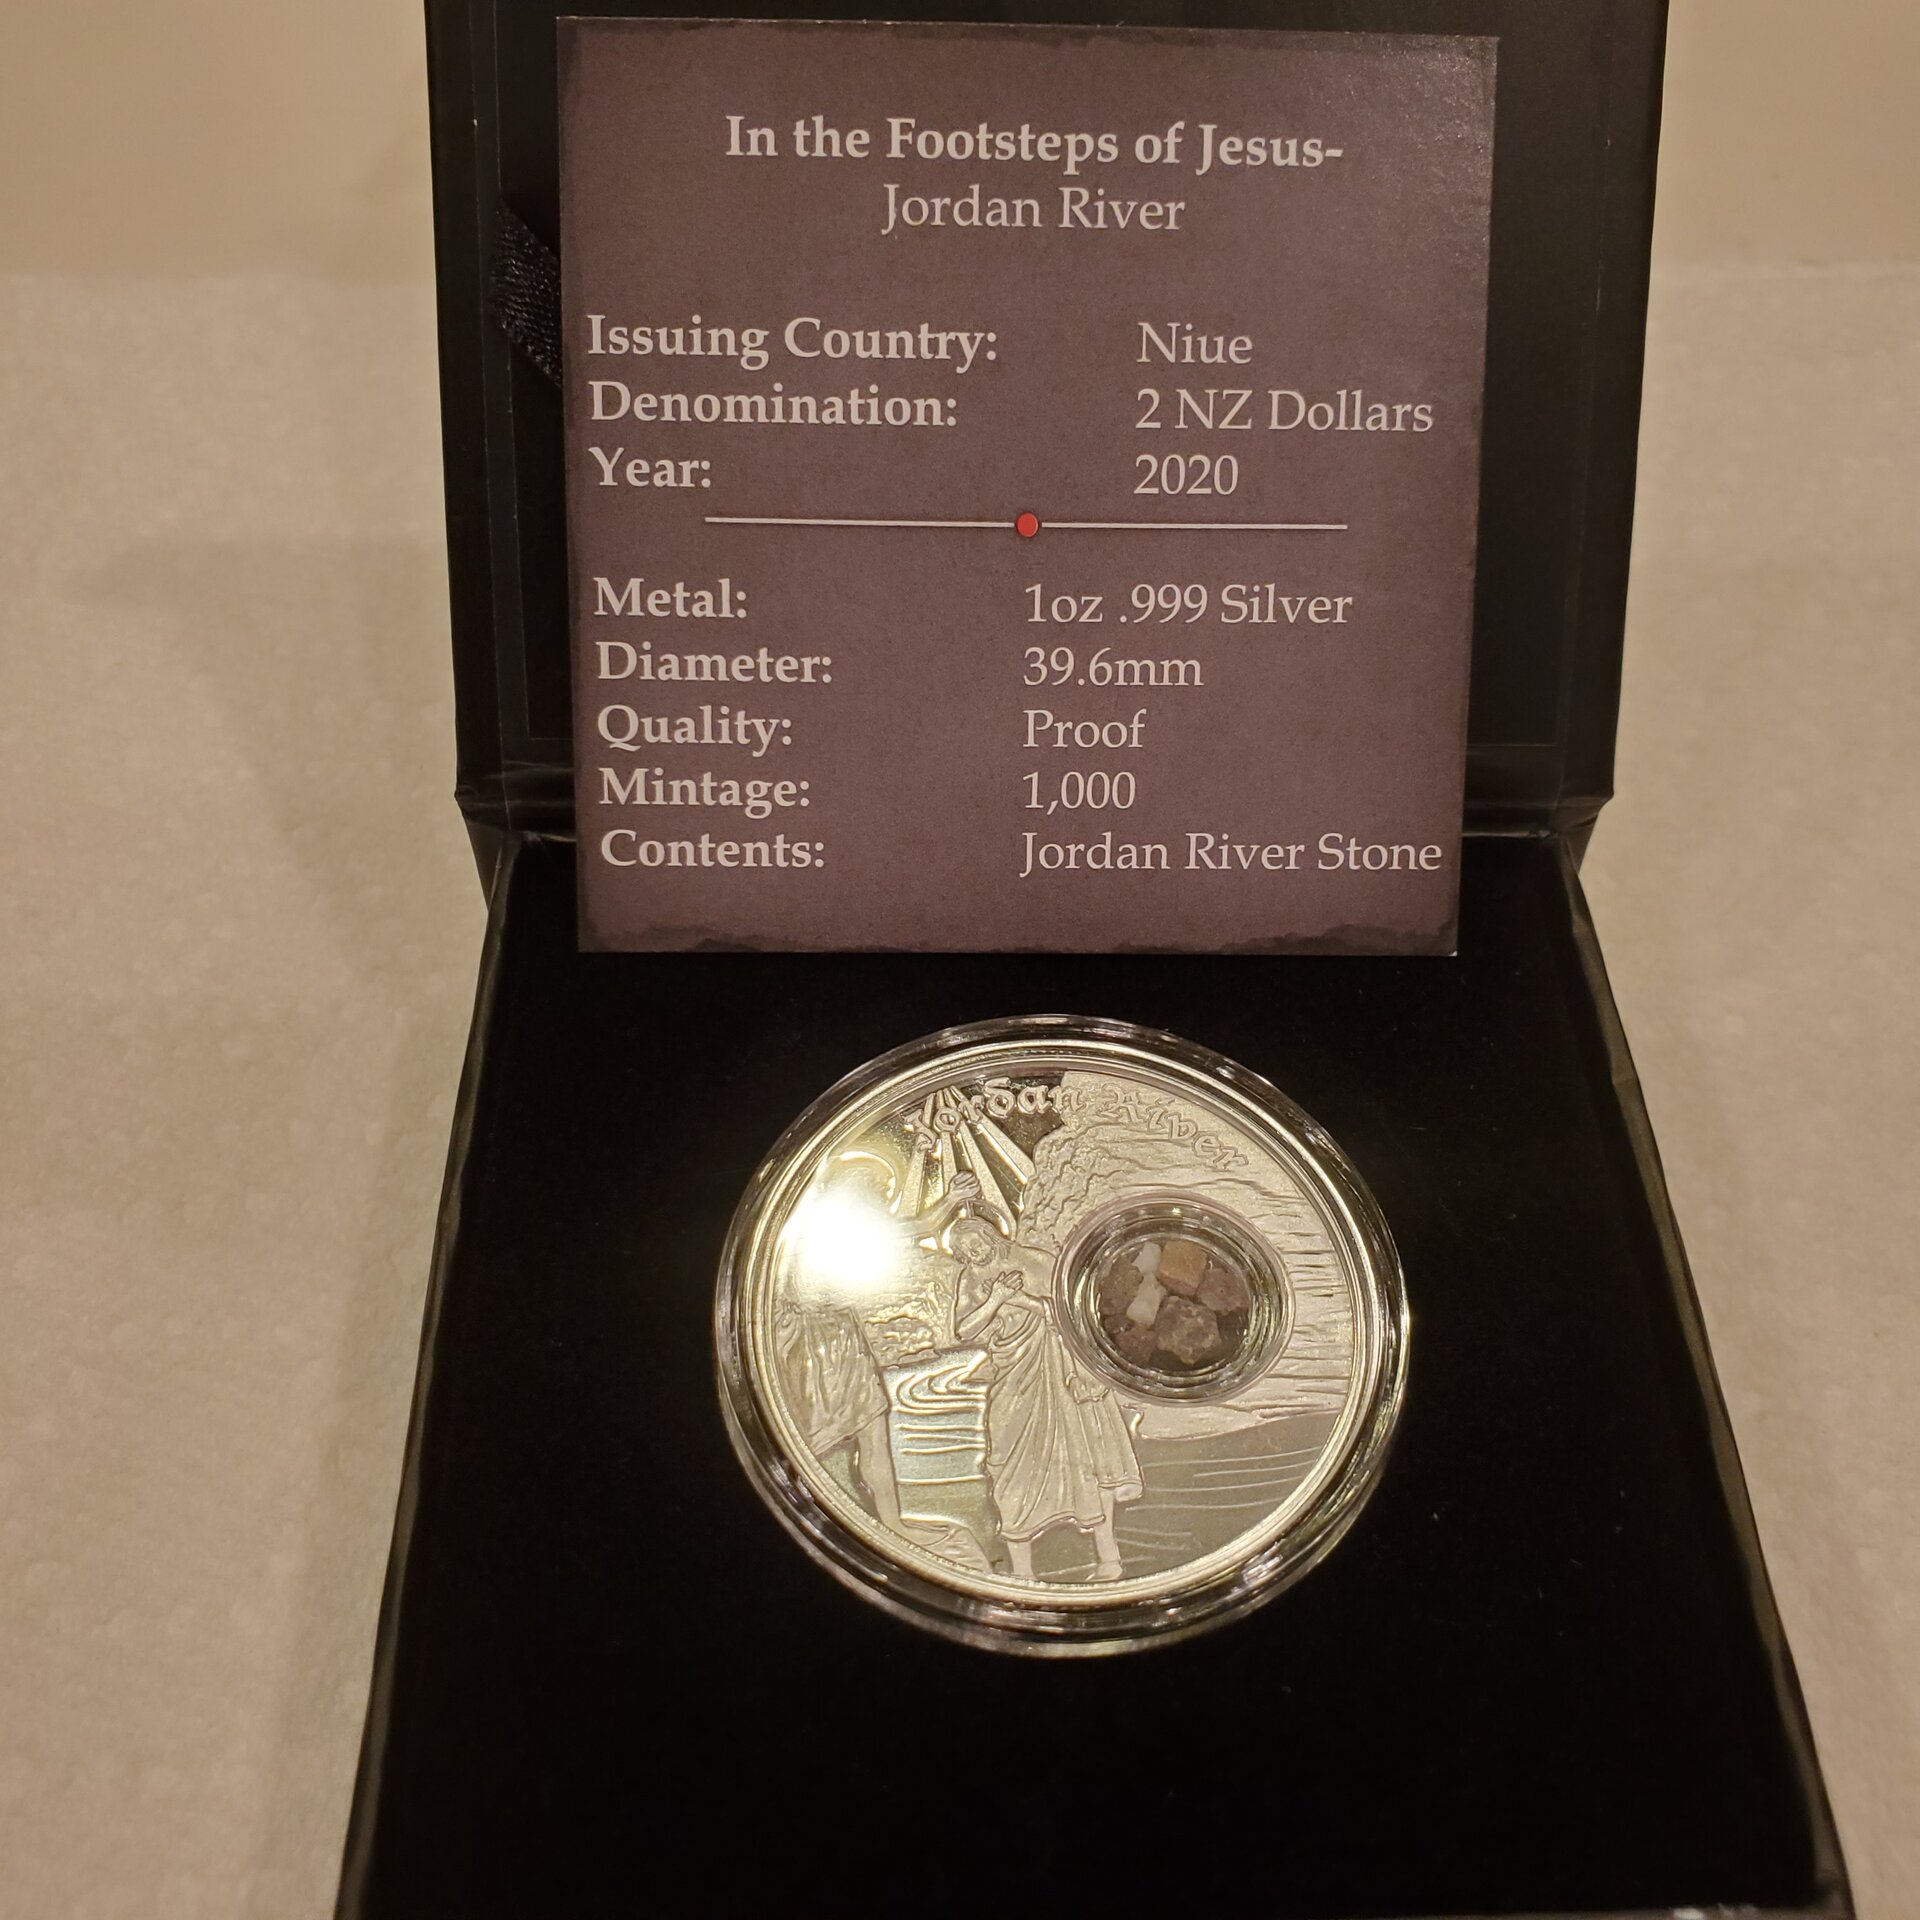 In the Footsteps of Jesus-
Jordan River
Issuing Country: Niue
Denomination: 2 NZ Dollars
Year: 2020
Metal: 1oz .999 Silver
Diameter: 39.6mm
Quality: Proof
Mintage: 1,000
Contents: Jordan River Stone
Jordan River